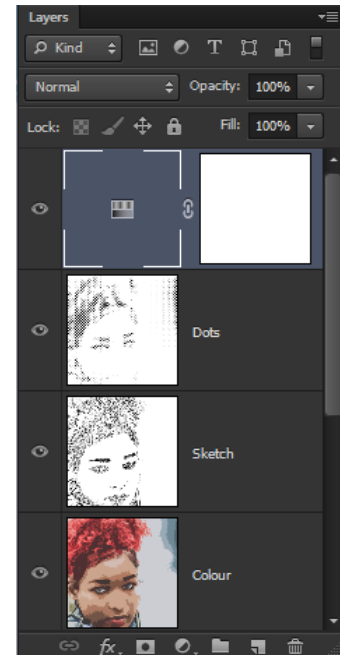 Layers
Kind
Normal Opacity: 100%
Lock: Fill: 100%
Dots
Sketch
Colour
fx.